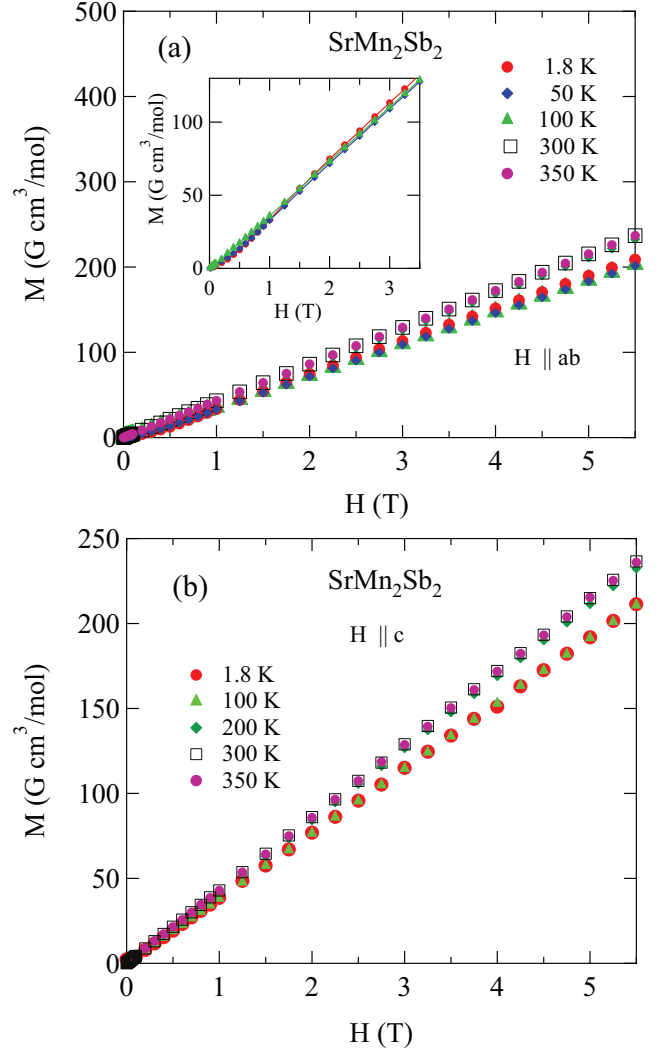 (a)
SrMn₂Sb₂
500
400
300
200
100
0
M (G cm³/mol)
1.8 K
50 K
100 K
300 K
350 K
100
50
0
M (G cm³/mol)
0 1 2 3
H (T)
H || ab
0 1 2 3 4 5
H (T)
(b)
SrMn₂Sb₂
H || c
250
200
150
100
50
0
M (G cm³/mol)
1.8 K
100 K
200 K
300 K
350 K
0 1 2 3 4 5
H (T)